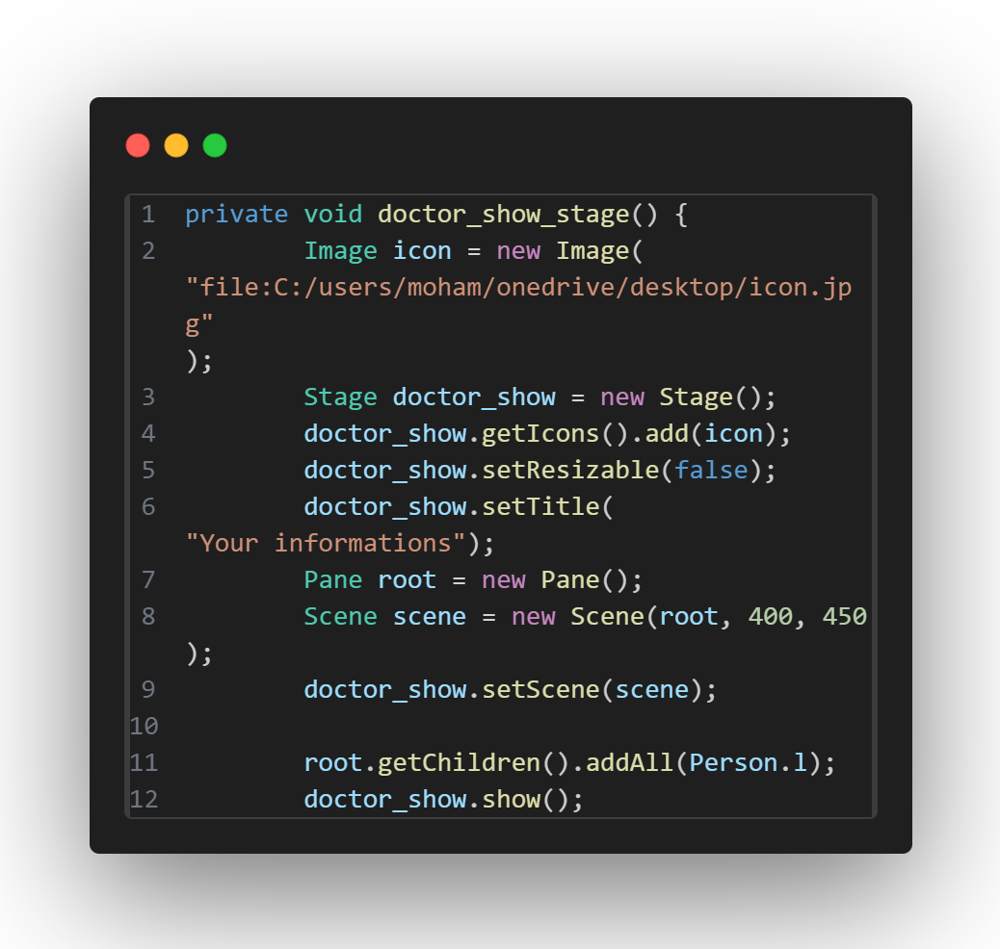 1 private void doctor_show_stage() {
2 Image icon = new Image(
"file:C:/users/moham/onedrive/desktop/icon.jp
g"
);
3 Stage doctor_show = new Stage();
4 doctor_show.getIcons().add(icon);
5 doctor_show.setResizable(false);
6 doctor_show.setTitle(
"Your informations");
7 Pane root = new Pane();
8 Scene scene = new Scene(root, 400, 450
);
9 doctor_show.setScene(scene);
10
11 root.getChildren().addAll(Person.l);
12 doctor_show.show();